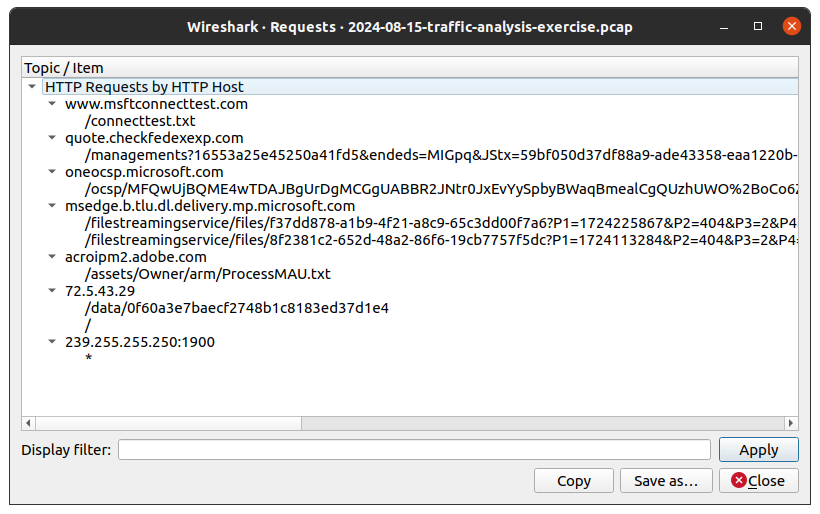 Wireshark · Requests · 2024-08-15-traffic-analysis-exercise.pcap
Topic / Item
HTTP Requests by HTTP Host
www.msftconnecttest.com
/connecttest.txt
quote.checkfedexexp.com
/managements?16553a25e45250a41fd5&endeds=MIGpq&JStx=59bf050d37df88a9-ade43358-eaa1220b-
oneocsp.microsoft.com
/ocsp/MFQwUjBQME4wTDAJBgUrDgMCGgUABBR2JNtr0JxEvYySpbyBWaqBmealCgQUzhUWO%2BoCo6Z
msedge.b.tlu.dl.delivery.mp.microsoft.com
/filestreamingservice/files/f37dd878-a1b9-4f21-a8c9-65c3dd00f7a6?P1=1724225867&P2=404&P3=2&P4
/filestreamingservice/files/8f2381c2-652d-48a2-86f6-19cb7757f5dc?P1=1724113284&P2=404&P3=2&P4=
acroipm2.adobe.com
/assets/Owner/arm/ProcessMAU.txt
72.5.43.29
/data/0f60a3e7baecf2748b1c8183ed37d1e4
/
239.255.255.250:1900
*
Display filter:
Apply
Copy
Save as…
Close